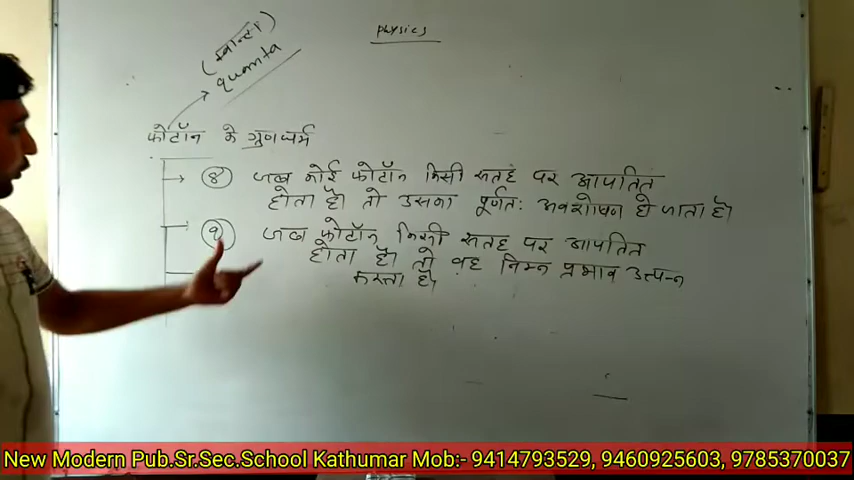 Physics
(क्वान्टा)
quanta
फोटॉन के गुणधर्म
(8) जब कोई फोटॉन किसी सतह पर आपतित
होता है। तो उसका पूर्णतः अवशोषण हो जाता है।
(9) जब फोटॉन किसी सतह पर आपतित
होता है। तो वह निम्न प्रभाव उत्पन्न
करता है।
New Modern Pub.Sr.Sec.School Kathumar Mob:- 9414793529, 9460925603, 9785370037